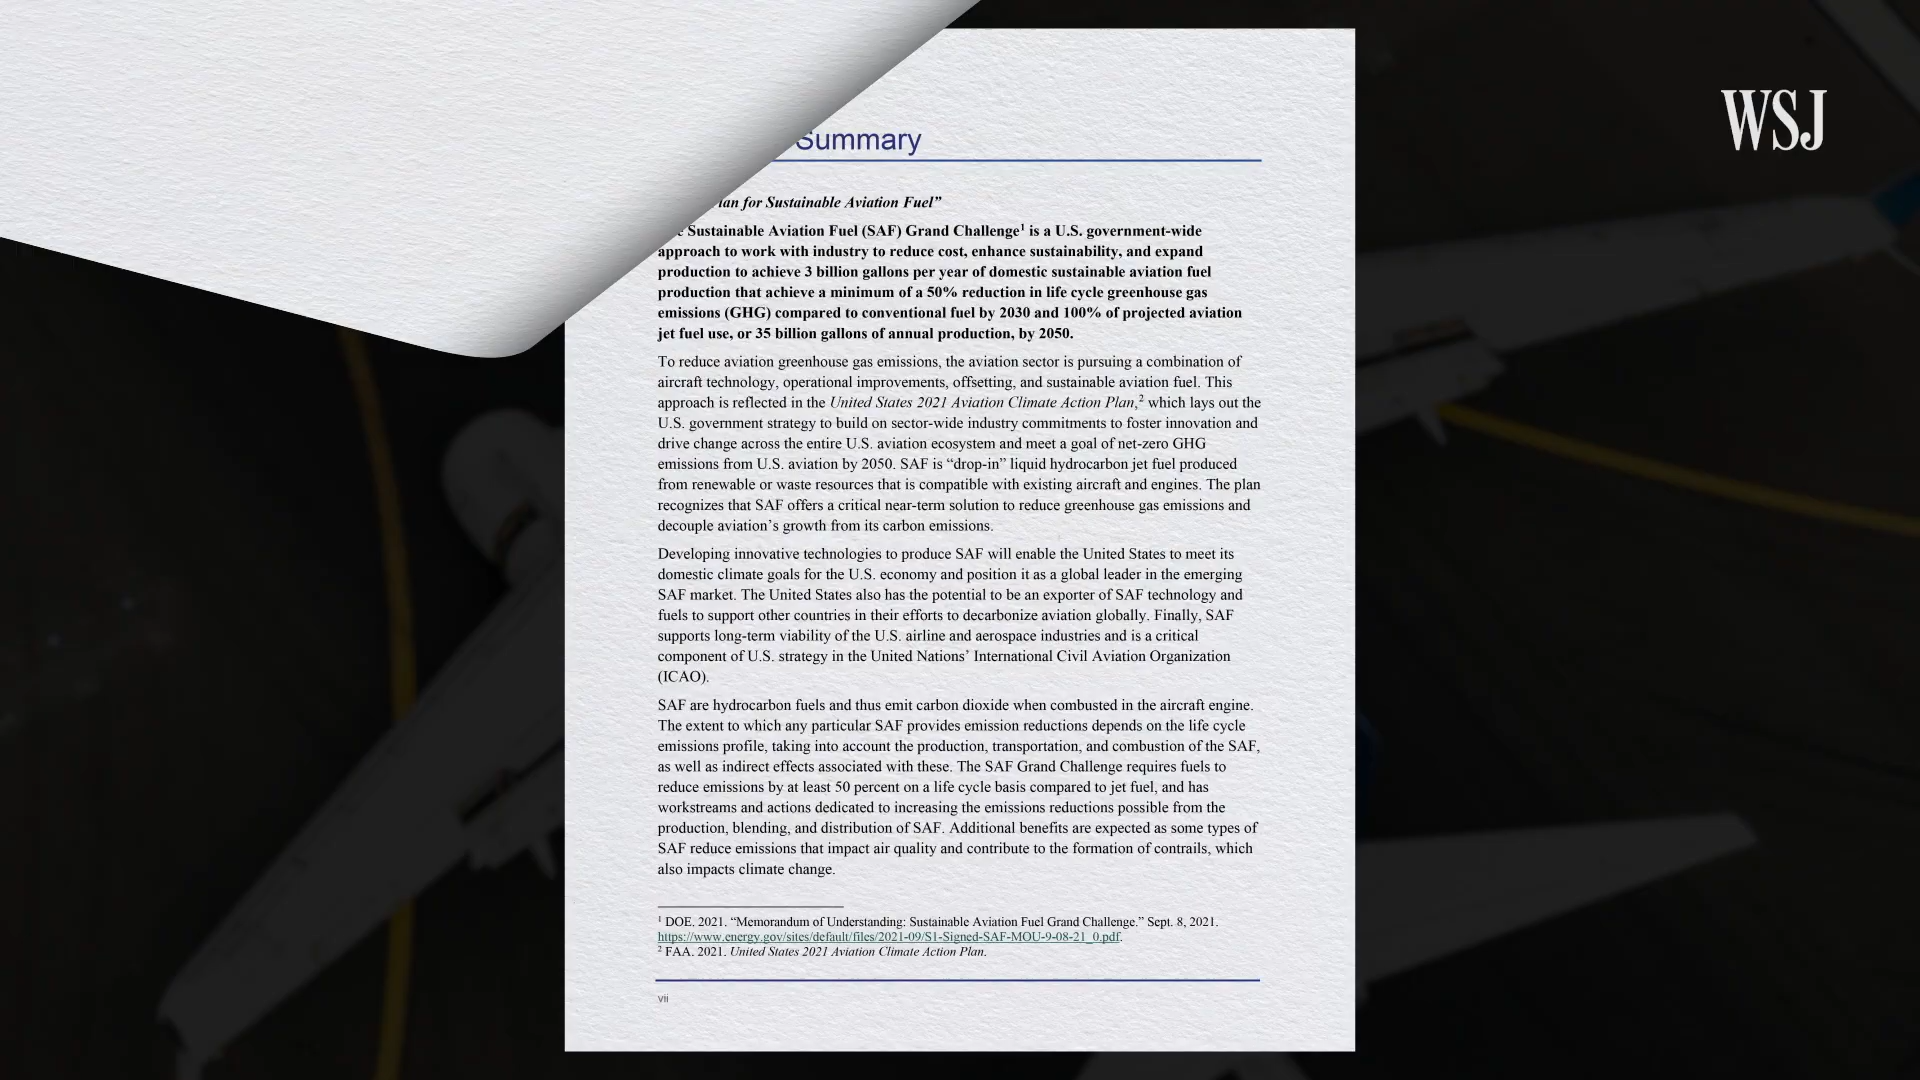 WSJ
Summary
Plan for Sustainable Aviation Fuel”
Sustainable Aviation Fuel (SAF) Grand Challenge1 is a U.S. government-wide
approach to work with industry to reduce cost, enhance sustainability, and expand
production to achieve 3 billion gallons per year of domestic sustainable aviation fuel
production that achieve a minimum of a 50% reduction in life cycle greenhouse gas
emissions (GHG) compared to conventional fuel by 2030 and 100% of projected aviation
jet fuel use, or 35 billion gallons of annual production, by 2050.
To reduce aviation greenhouse gas emissions, the aviation sector is pursuing a combination of
aircraft technology, operational improvements, offsetting, and sustainable aviation fuel. This
approach is reflected in the United States 2021 Aviation Climate Action Plan,2 which lays out the
U.S. government strategy to build on sector-wide industry commitments to foster innovation and
drive change across the entire U.S. aviation ecosystem and meet a goal of net-zero GHG
emissions from U.S. aviation by 2050. SAF is “drop-in” liquid hydrocarbon jet fuel produced
from renewable or waste resources that is compatible with existing aircraft and engines. The plan
recognizes that SAF offers a critical near-term solution to reduce greenhouse gas emissions and
decouple aviation’s growth from its carbon emissions.
Developing innovative technologies to produce SAF will enable the United States to meet its
domestic climate goals for the U.S. economy and position it as a global leader in the emerging
SAF market. The United States also has the potential to be an exporter of SAF technology and
fuels to support other countries in their efforts to decarbonize aviation globally. Finally, SAF
supports long-term viability of the U.S. airline and aerospace industries and is a critical
component of U.S. strategy in the United Nations’ International Civil Aviation Organization
(ICAO).
SAF are hydrocarbon fuels and thus emit carbon dioxide when combusted in the aircraft engine.
The extent to which any particular SAF provides emission reductions depends on the life cycle
emissions profile, taking into account the production, transportation, and combustion of the SAF,
as well as indirect effects associated with these. The SAF Grand Challenge requires fuels to
reduce emissions by at least 50 percent on a life cycle basis compared to jet fuel, and has
workstreams and actions dedicated to increasing the emissions reductions possible from the
production, blending, and distribution of SAF. Additional benefits are expected as some types of
SAF reduce emissions that impact air quality and contribute to the formation of contrails, which
also impacts climate change.
1 DOE. 2021. “Memorandum of Understanding: Sustainable Aviation Fuel Grand Challenge.” Sept. 8, 2021.
https://www.energy.gov/sites/default/files/2021-09/S1-Signed-SAF-MOU-9-08-21_0.pdf.
2 FAA. 2021. United States 2021 Aviation Climate Action Plan.
vii